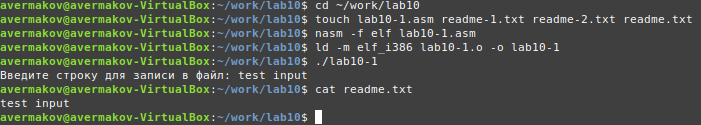 avermakov@avermakov-VirtualBox:~/work/lab10$ cd ~/work/lab10
avermakov@avermakov-VirtualBox:~/work/lab10$ touch lab10-1.asm readme-1.txt readme-2.txt readme.txt
avermakov@avermakov-VirtualBox:~/work/lab10$ nasm -f elf lab10-1.asm
avermakov@avermakov-VirtualBox:~/work/lab10$ ld -m elf_i386 lab10-1.o -o lab10-1
avermakov@avermakov-VirtualBox:~/work/lab10$ ./lab10-1
Введите строку для записи в файл: test input
avermakov@avermakov-VirtualBox:~/work/lab10$ cat readme.txt
test input
avermakov@avermakov-VirtualBox:~/work/lab10$